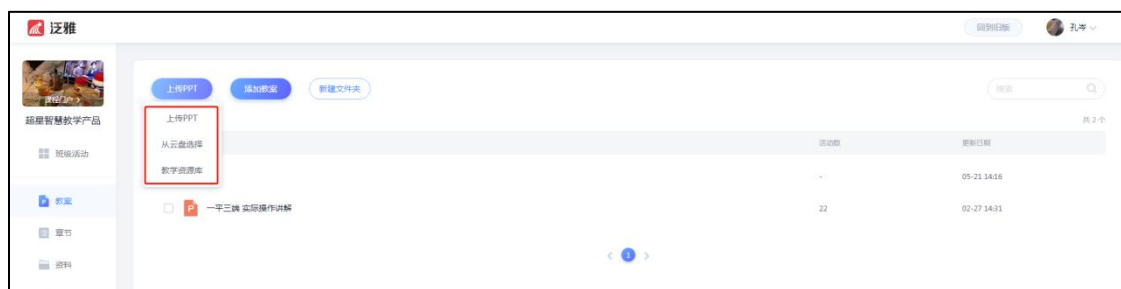 泛雅
回到旧版
孔岑
课程门户 >
超星智慧教学产品
班级活动
教案
章节
资料
上传PPT 添加教案 新建文件夹
搜索
上传PPT
从云盘选择
教学资源库
共 2 个
活动数 更新日期
- 05-21 14:16
一平三端 实际操作讲解 22 02-27 14:31
< 1 >